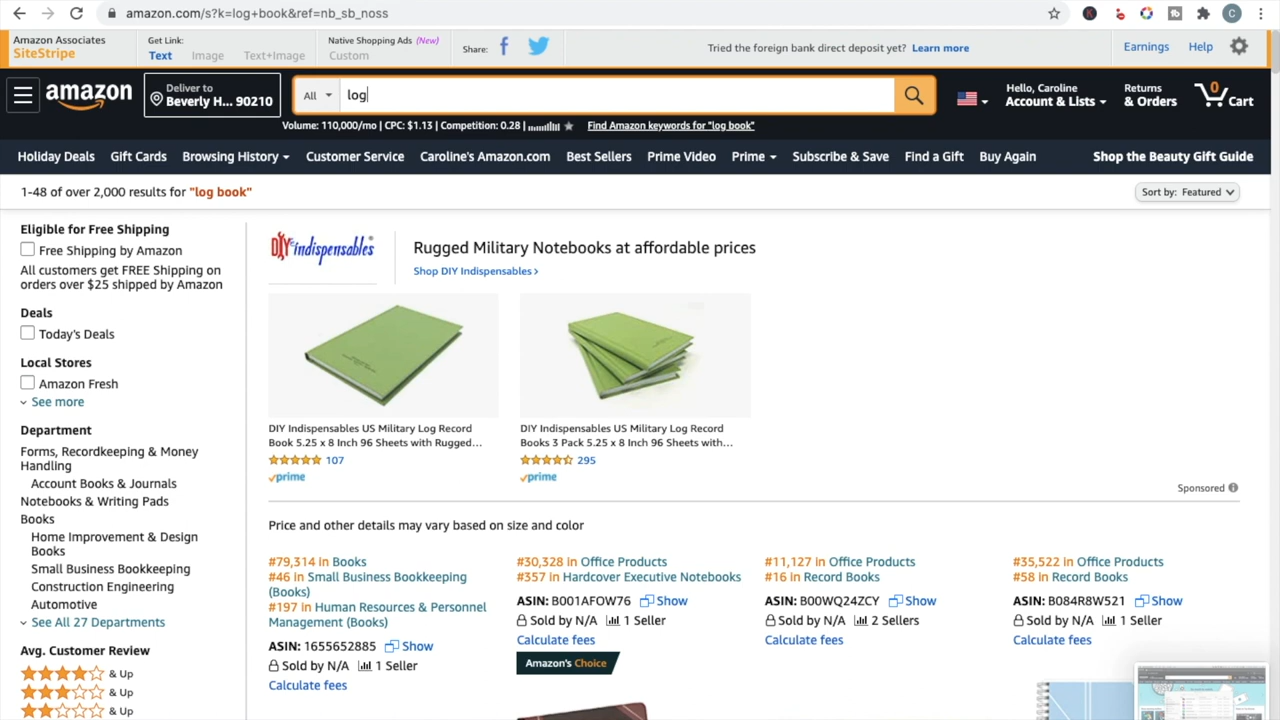 amazon.com/s?k=log+book&ref=nb_sb_noss
C
Amazon Associates
SiteStripe
Get Link:
Text Image Text+Image
Native Shopping Ads (New)
Custom
Share:
Tried the foreign bank direct deposit yet? Learn more
Earnings Help
amazon
Deliver to
Beverly H... 90210
All
log
Hello, Caroline
Account & Lists
Returns
& Orders
0
Cart
Volume: 110,000/mo | CPC: $1.13 | Competition: 0.28 |
Find Amazon keywords for "log book"
Holiday Deals Gift Cards Browsing History Customer Service Caroline's Amazon.com Best Sellers Prime Video Prime Subscribe & Save Find a Gift Buy Again Shop the Beauty Gift Guide
1-48 of over 2,000 results for "log book"
Sort by: Featured
Eligible for Free Shipping
Free Shipping by Amazon
All customers get FREE Shipping on
orders over $25 shipped by Amazon
Deals
Today's Deals
Local Stores
Amazon Fresh
See more
Department
Forms, Recordkeeping & Money
Handling
Account Books & Journals
Notebooks & Writing Pads
Books
Home Improvement & Design
Books
Small Business Bookkeeping
Construction Engineering
Automotive
See All 27 Departments
Avg. Customer Review
& Up
& Up
& Up
DIY Indispensables
Rugged Military Notebooks at affordable prices
Shop DIY Indispensables ›
DIY Indispensables US Military Log Record
Book 5.25 x 8 Inch 96 Sheets with Rugged...
107
prime
DIY Indispensables US Military Log Record
Books 3 Pack 5.25 x 8 Inch 96 Sheets with...
295
prime
Sponsored
Price and other details may vary based on size and color
#79,314 in Books
#46 in Small Business Bookkeeping
(Books)
#197 in Human Resources & Personnel
Management (Books)
ASIN: 1655652885 Show
Sold by N/A 1 Seller
Calculate fees
#30,328 in Office Products
#357 in Hardcover Executive Notebooks
ASIN: B001AFOW76 Show
Sold by N/A 1 Seller
Calculate fees
Amazon's Choice
#11,127 in Office Products
#16 in Record Books
ASIN: B00WQ24ZCY Show
Sold by N/A 2 Sellers
Calculate fees
#35,522 in Office Products
#58 in Record Books
ASIN: B084R8W521 Show
Sold by N/A 1 Seller
Calculate fees